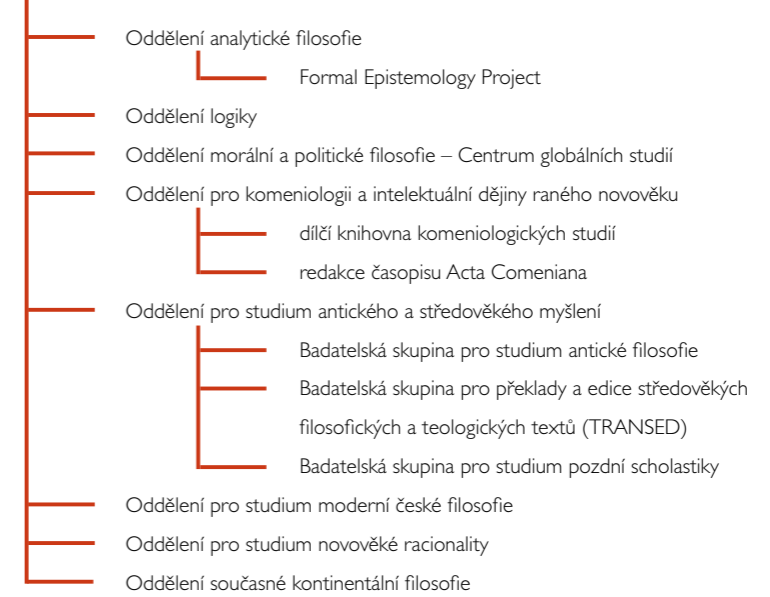 Oddělení analytické filosofie
Formal Epistemology Project
Oddělení logiky
Oddělení morální a politické filosofie – Centrum globálních studií
Oddělení pro komeniologii a intelektuální dějiny raného novověku
dílčí knihovna komeniologických studií
redakce časopisu Acta Comeniana
Oddělení pro studium antického a středověkého myšlení
Badatelská skupina pro studium antické filosofie
Badatelská skupina pro překlady a edice středověkých
filosofických a teologických textů (TRANSED)
Badatelská skupina pro studium pozdní scholastiky
Oddělení pro studium moderní české filosofie
Oddělení pro studium novověké racionality
Oddělení současné kontinentální filosofie